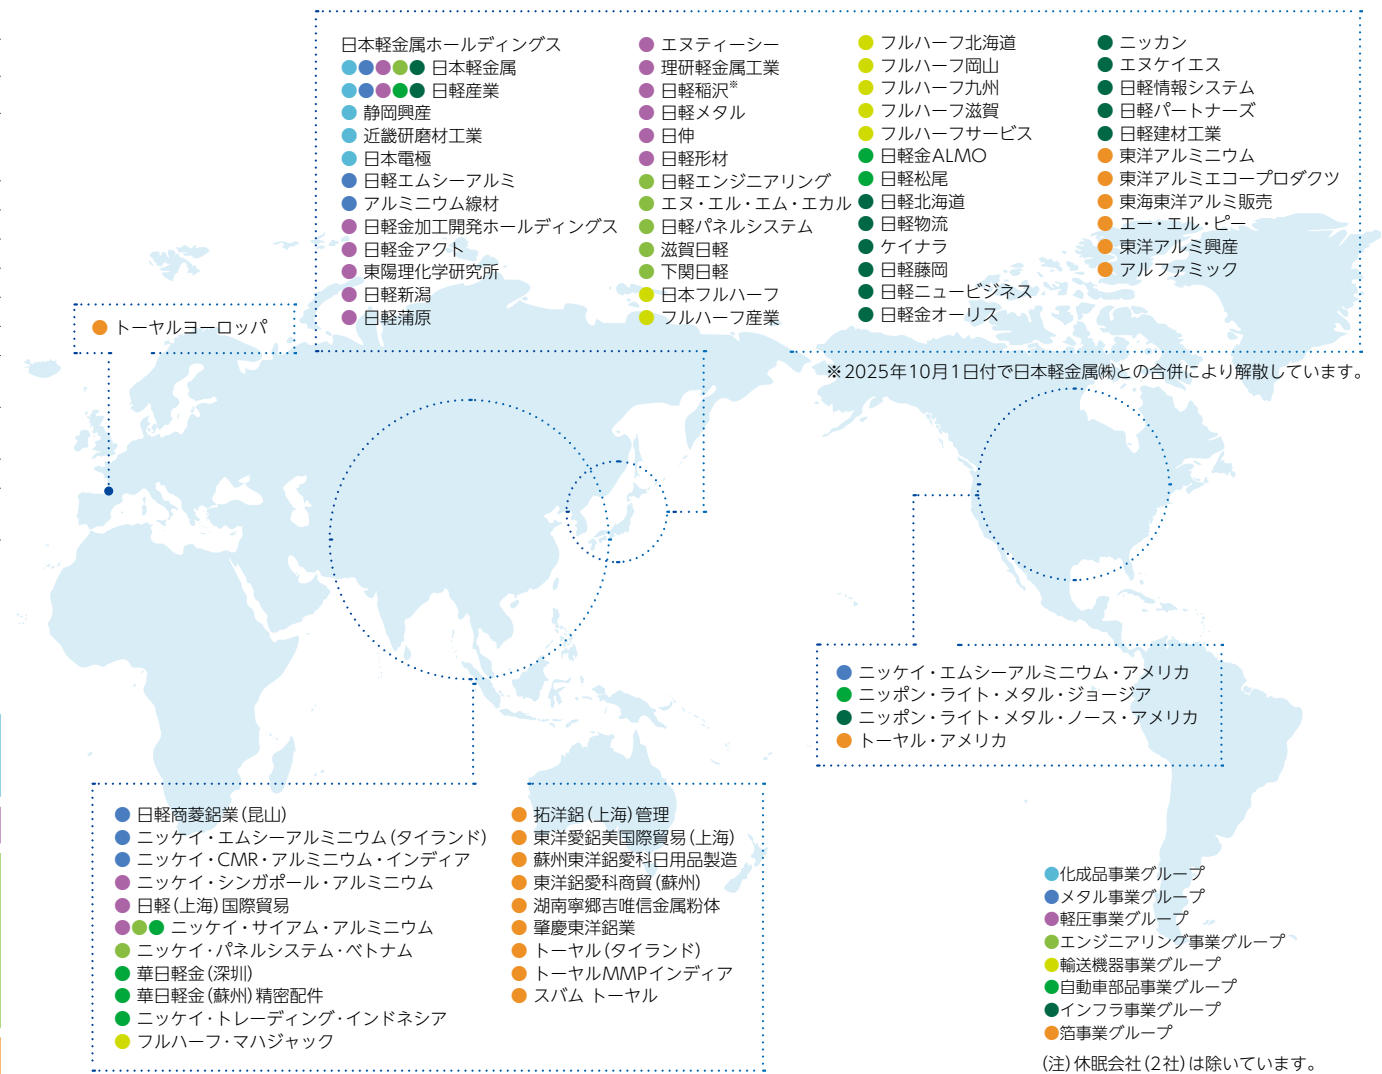 日本軽金属ホールディングス
日本軽金属
日軽産業
静岡興産
近畿研磨材工業
日本電極
日軽エムシーアルミ
アルミニウム線材
日軽金加工開発ホールディングス
日軽金アクト
東陽理化学研究所
日軽新潟
日軽蒲原
エヌティーシー
理研軽金属工業
日軽稲沢※
日軽メタル
日伸
日軽形材
日軽エンジニアリング
エヌ・エル・エム・エカル
日軽パネルシステム
滋賀日軽
下関日軽
日本フルハーフ
フルハーフ産業
フルハーフ北海道
フルハーフ岡山
フルハーフ九州
フルハーフ滋賀
フルハーフサービス
日軽金ALMO
日軽松尾
日軽北海道
日軽物流
ケイナラ
日軽藤岡
日軽ニュービジネス
日軽金オーリス
ニッカン
エヌケイエス
日軽情報システム
日軽パートナーズ
日軽建材工業
東洋アルミニウム
東洋アルミエコープロダクツ
東海東洋アルミ販売
エー・エル・ピー
東洋アルミ興産
アルファミック
※2025年10月1日付で日本軽金属㈱との合併により解散しています。
トーヤルヨーロッパ
ニッケイ・エムシーアルミニウム・アメリカ
ニッポン・ライト・メタル・ジョージア
ニッポン・ライト・メタル・ノース・アメリカ
トーヤル・アメリカ
日軽商菱鋁業(昆山)
ニッケイ・エムシーアルミニウム(タイランド)
ニッケイ・CMR・アルミニウム・インディア
ニッケイ・シンガポール・アルミニウム
日軽(上海)国際貿易
ニッケイ・サイアム・アルミニウム
ニッケイ・パネルシステム・ベトナム
華日軽金(深圳)
華日軽金(蘇州)精密配件
ニッケイ・トレーディング・インドネシア
フルハーフ・マハジャック
拓洋鋁(上海)管理
東洋愛鋁美国際貿易(上海)
蘇州東洋鋁愛科日用品製造
東洋鋁愛科商貿(蘇州)
湖南寧郷吉唯信金属粉体
肇慶東洋鋁業
トーヤル(タイランド)
トーヤルMMPインディア
スバム トーヤル
化成品事業グループ
メタル事業グループ
軽圧事業グループ
エンジニアリング事業グループ
輸送機器事業グループ
自動車部品事業グループ
インフラ事業グループ
箔事業グループ
(注)休眠会社(2社)は除いています。